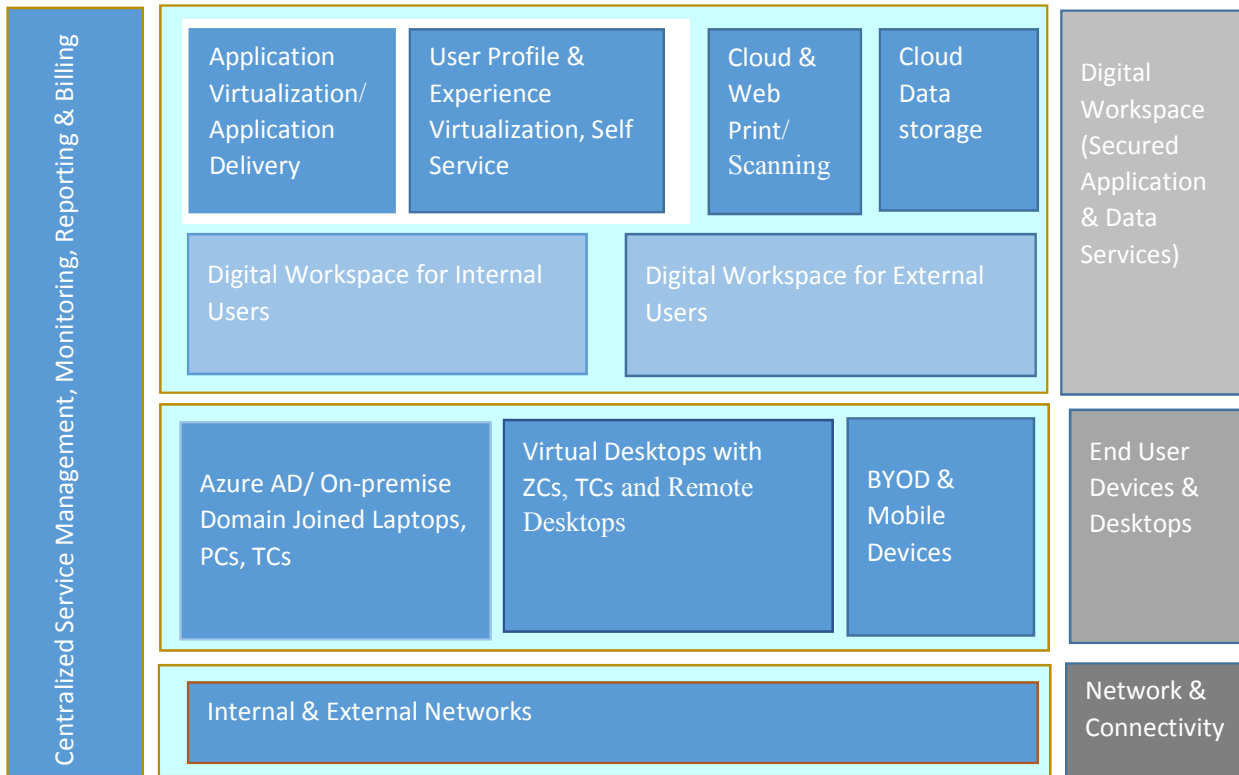 Centralized Service Management, Monitoring, Reporting & Billing
Application
Virtualization/
Application
Delivery
User Profile &
Experience
Virtualization, Self
Service
Cloud &
Web
Print/
Scanning
Cloud
Data
storage
Digital
Workspace
(Secured
Application
& Data
Services)
Digital Workspace for Internal
Users
Digital Workspace for External
Users
Azure AD/ On-premise
Domain Joined Laptops,
PCs, TCs
Virtual Desktops with
ZCs, TCs and Remote
Desktops
BYOD &
Mobile
Devices
End User
Devices &
Desktops
Internal & External Networks
Network &
Connectivity